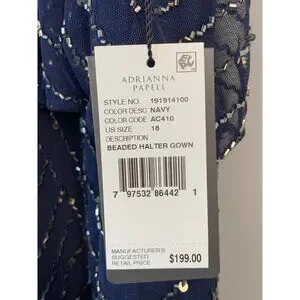 ADRIANNA
PAPELL
STYLE NO. 191914100
COLOR DESC NAVY
COLOR CODE AC410
US SIZE 16
DESCRIPTION
BEADED HALTER GOWN
7 97532 86442 1
MANUFACTURER'S
SUGGESTED
RETAIL PRICE $199.00